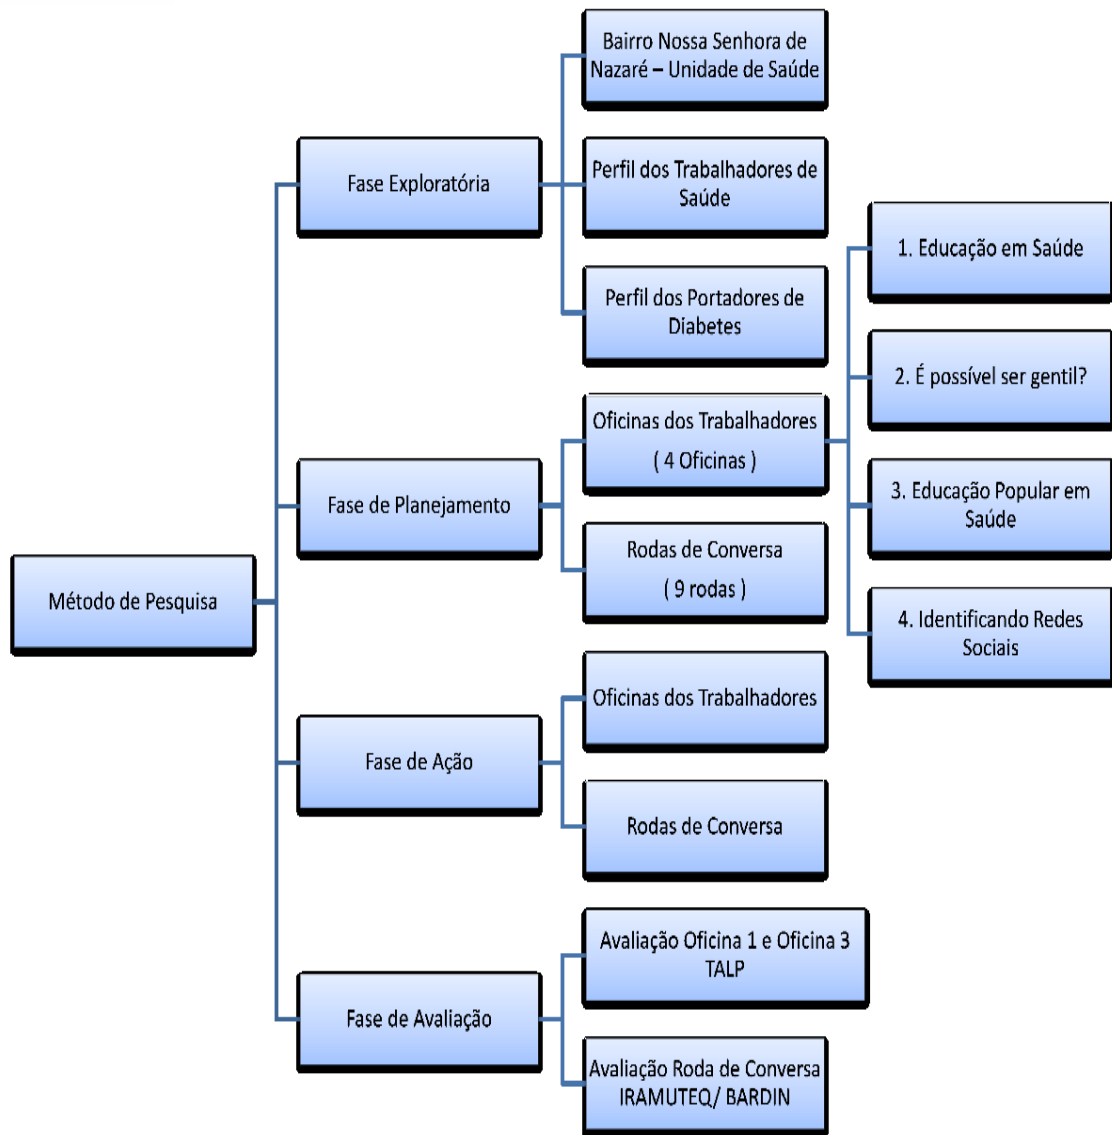 Método de Pesquisa
Fase Exploratória
Bairro Nossa Senhora de
Nazaré – Unidade de Saúde
Perfil dos Trabalhadores de
Saúde
Perfil dos Portadores de
Diabetes
Fase de Planejamento
Oficinas dos Trabalhadores
( 4 Oficinas )
1. Educação em Saúde
2. É possível ser gentil?
3. Educação Popular em
Saúde
4. Identificando Redes
Sociais
Rodas de Conversa
( 9 rodas )
Fase de Ação
Oficinas dos Trabalhadores
Rodas de Conversa
Fase de Avaliação
Avaliação Oficina 1 e Oficina 3
TALP
Avaliação Roda de Conversa
IRAMUTEQ/ BARDIN